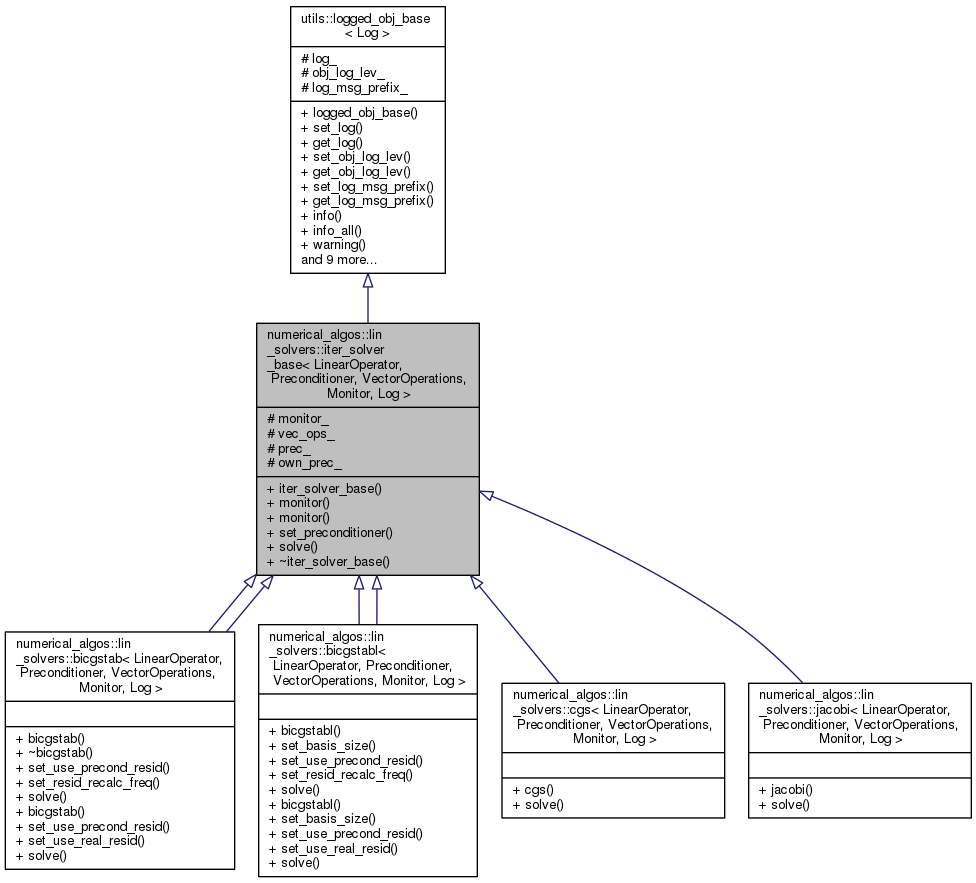 utils::logged_obj_base
< Log >
# log_
# obj_log_lev_
# log_msg_prefix_
+ logged_obj_base()
+ set_log()
+ get_log()
+ set_obj_log_lev()
+ get_obj_log_lev()
+ set_log_msg_prefix()
+ get_log_msg_prefix()
+ info()
+ info_all()
+ warning()
and 9 more...
numerical_algos::lin
_solvers::iter_solver
_base< LinearOperator,
Preconditioner, VectorOperations,
Monitor, Log >
# monitor_
# vec_ops_
# prec_
# own_prec_
+ iter_solver_base()
+ monitor()
+ monitor()
+ set_preconditioner()
+ solve()
+ ~iter_solver_base()
numerical_algos::lin
_solvers::bicgstab< LinearOperator,
Preconditioner, VectorOperations,
Monitor, Log >
+ bicgstab()
+ ~bicgstab()
+ set_use_precond_resid()
+ set_resid_recalc_freq()
+ solve()
+ bicgstab()
+ set_use_precond_resid()
+ set_use_real_resid()
+ solve()
numerical_algos::lin
_solvers::bicgstabl<
LinearOperator, Preconditioner,
VectorOperations, Monitor, Log >
+ bicgstabl()
+ set_basis_size()
+ set_use_precond_resid()
+ set_resid_recalc_freq()
+ solve()
+ bicgstabl()
+ set_basis_size()
+ set_use_precond_resid()
+ set_use_real_resid()
+ solve()
numerical_algos::lin
_solvers::cgs< LinearOperator,
Preconditioner, VectorOperations,
Monitor, Log >
+ cgs()
+ solve()
numerical_algos::lin
_solvers::jacobi< LinearOperator,
Preconditioner, VectorOperations,
Monitor, Log >
+ jacobi()
+ solve()